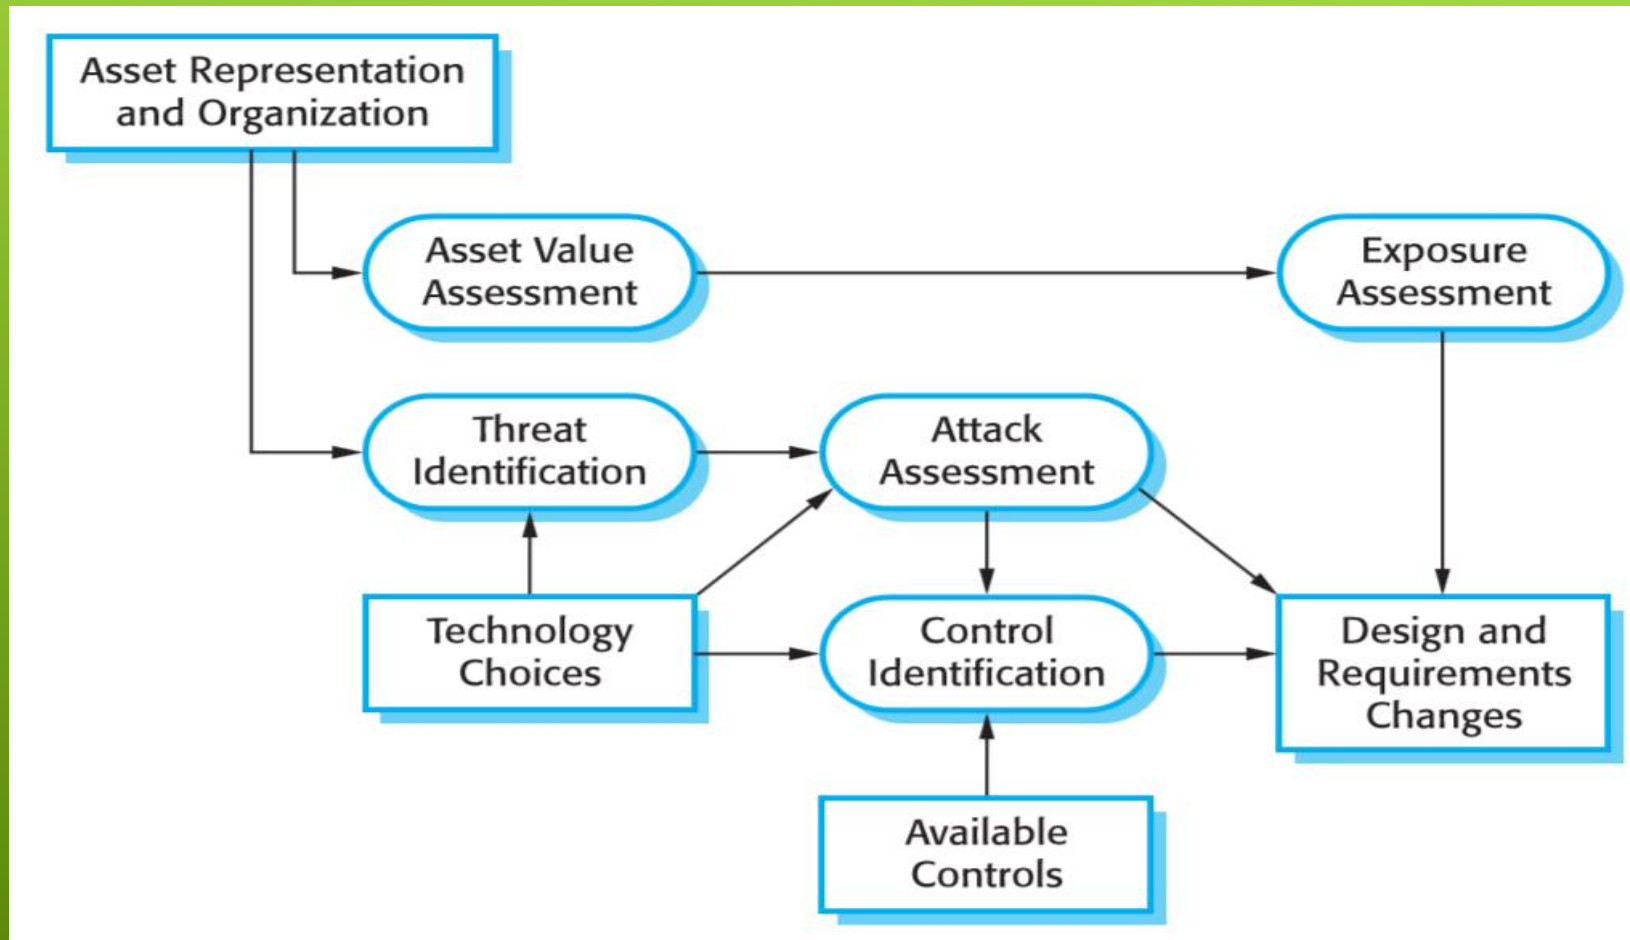 Asset Representation
and Organization
Asset Value
Assessment
Exposure
Assessment
Threat
Identification
Attack
Assessment
Technology
Choices
Control
Identification
Design and
Requirements
Changes
Available
Controls